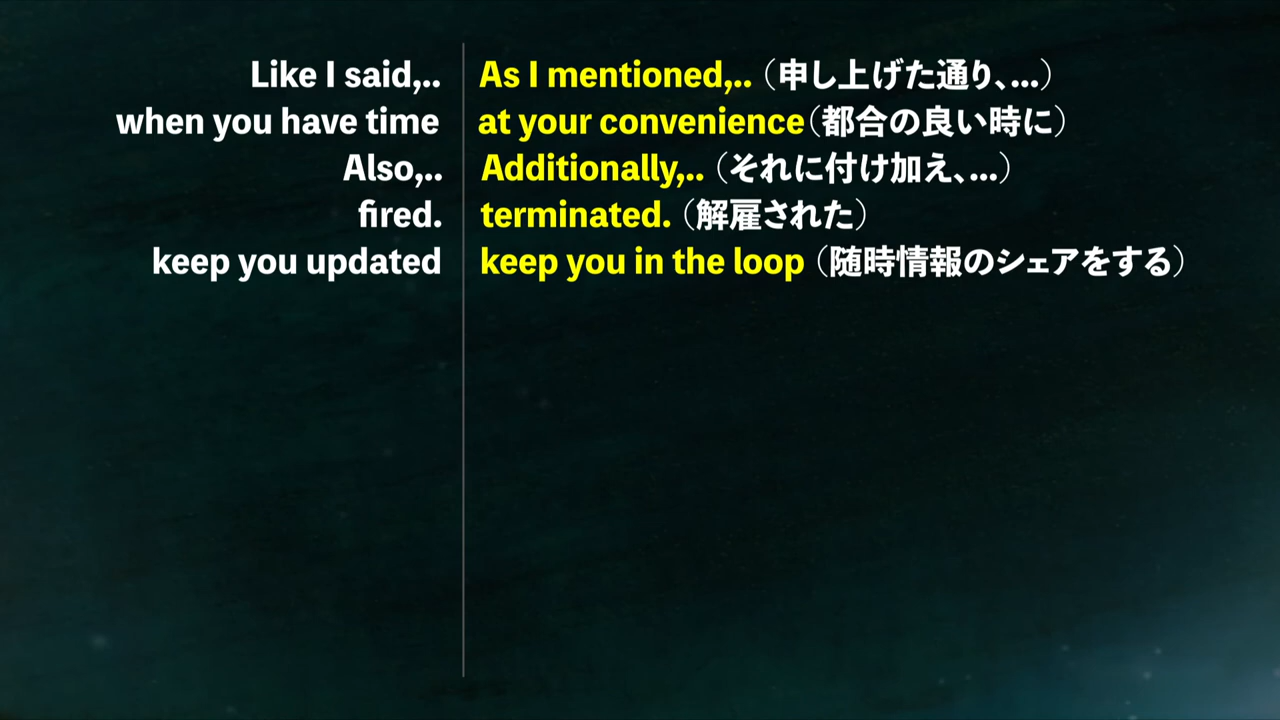 Like I said,.. As I mentioned,.. （申し上げた通り、...）
when you have time at your convenience（都合の良い時に）
Also,.. Additionally,.. （それに付け加え、...）
fired. terminated. （解雇された）
keep you updated keep you in the loop （随時情報のシェアをする）